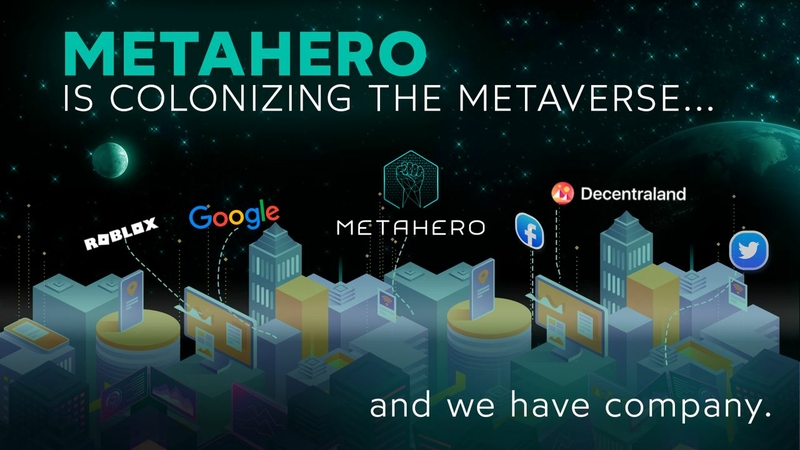 METAHERO
IS COLONIZING THE METAVERSE...
ROBLOX
Google
METAHERO
Decentraland
and we have company.